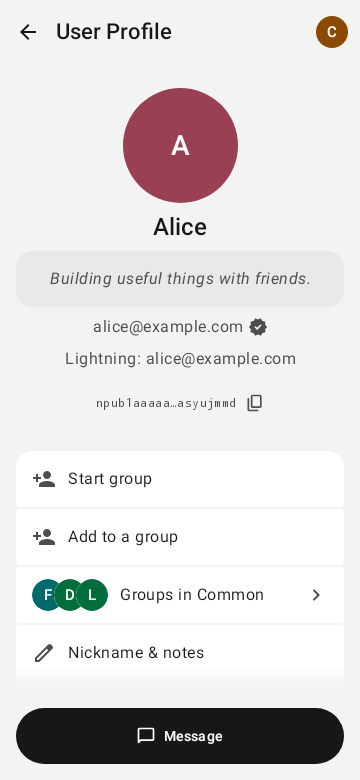 User Profile
C
A
Alice
Building useful things with friends.
alice@example.com
Lightning: alice@example.com
npub1aaaaa…asyujmmd
Start group
Add to a group
F D L Groups in Common
Nickname & notes
Message